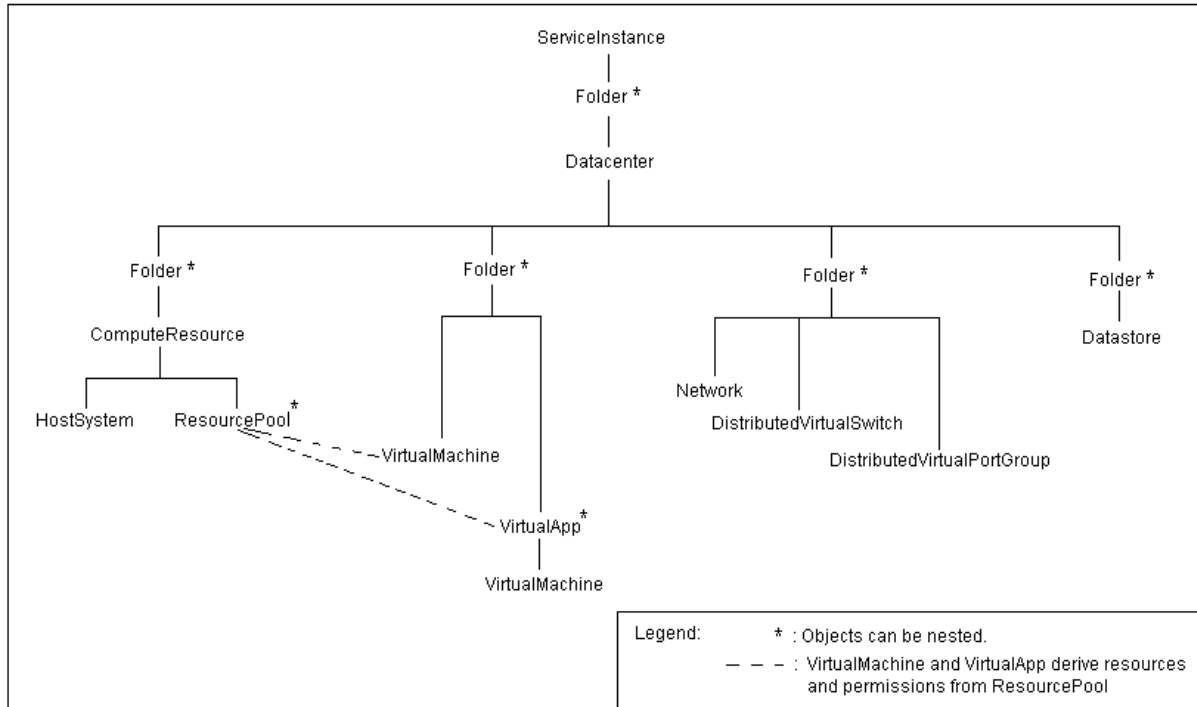 ServiceInstance
Folder *
Datacenter
Folder *
Folder *
Folder *
Folder *
ComputeResource
Datastore
HostSystem
ResourcePool *
Network
DistributedVirtualSwitch
VirtualMachine
DistributedVirtualPortGroup
VirtualApp *
VirtualMachine
Legend:
* : Objects can be nested.
— — — : VirtualMachine and VirtualApp derive resources
and permissions from ResourcePool